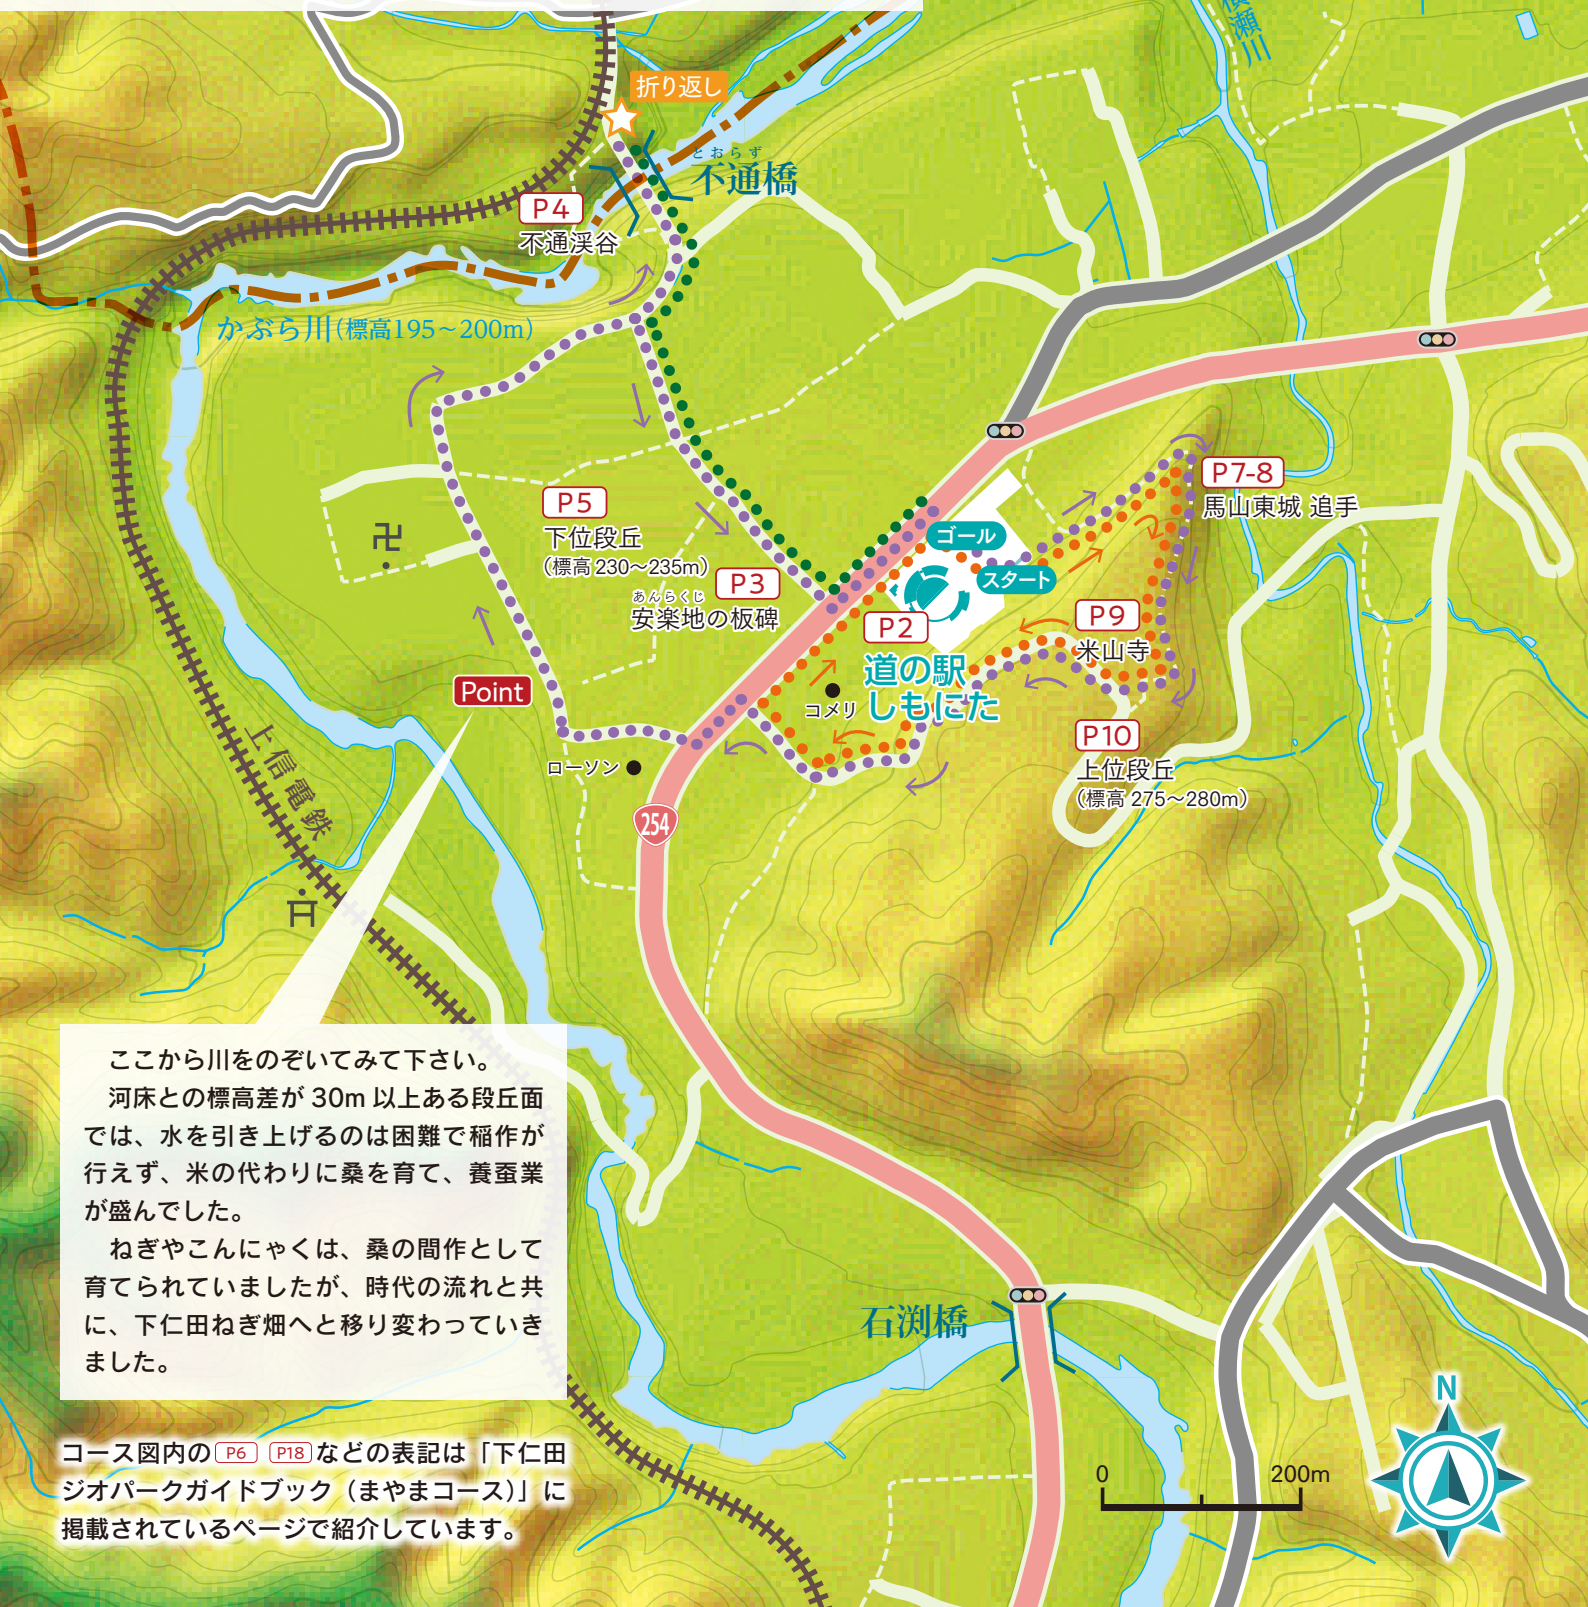 横瀬川
折り返し
とおらず
不通橋
P4
不通渓谷
かぶら川(標高195〜200m)
P7-8
馬山東城 追手
P5
下位段丘
(標高 230〜235m)
ゴール
スタート
P3
あんらくじ
安楽地の板碑
P2
P9
米山寺
道の駅
しもにた
コメリ
Point
P10
上位段丘
(標高 275〜280m)
ローソン
254
上信電鉄
ここから川をのぞいてみて下さい。
河床との標高差が 30m 以上ある段丘面
では、水を引き上げるのは困難で稲作が
行えず、米の代わりに桑を育て、養蚕業
が盛んでした。
ねぎやこんにゃくは、桑の間作として
育てられていましたが、時代の流れと共
に、下仁田ねぎ畑へと移り変わっていき
ました。
石渕橋
N
0 200m
コース図内の P6 P18 などの表記は「下仁田
ジオパークガイドブック（まやまコース）」に
掲載されているページで紹介しています。